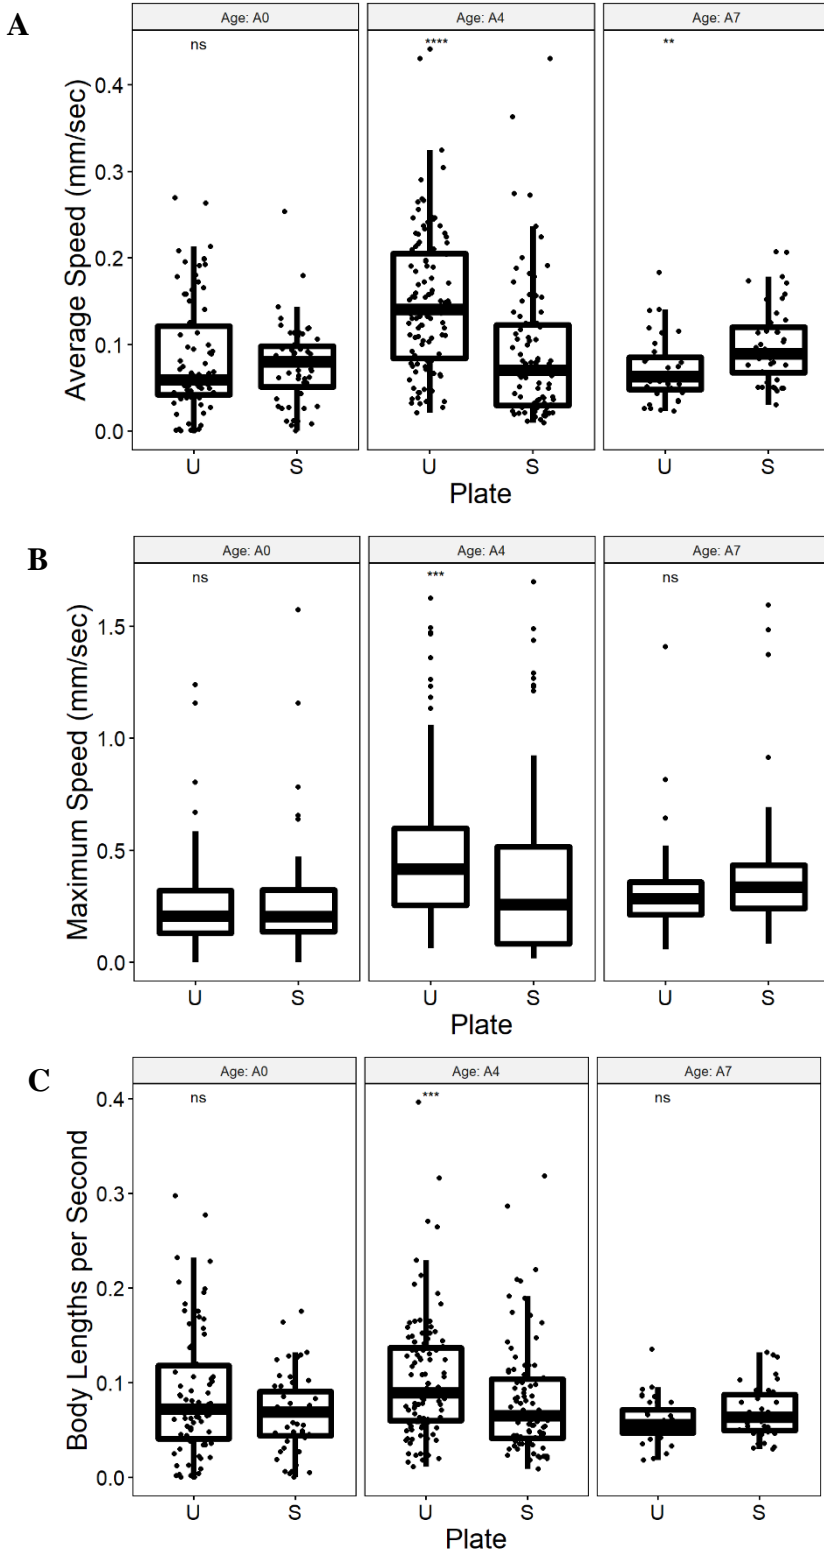 A
Age: A0 Age: A4 Age: A7
ns **** **
Average Speed (mm/sec)
0.4
0.3
0.2
0.1
0.0
U S U S U S
Plate
B
Age: A0 Age: A4 Age: A7
ns *** ns
Maximum Speed (mm/sec)
1.5
1.0
0.5
0.0
U S U S U S
Plate
C
Age: A0 Age: A4 Age: A7
ns *** ns
Body Lengths per Second
0.4
0.3
0.2
0.1
0.0
U S U S U S
Plate